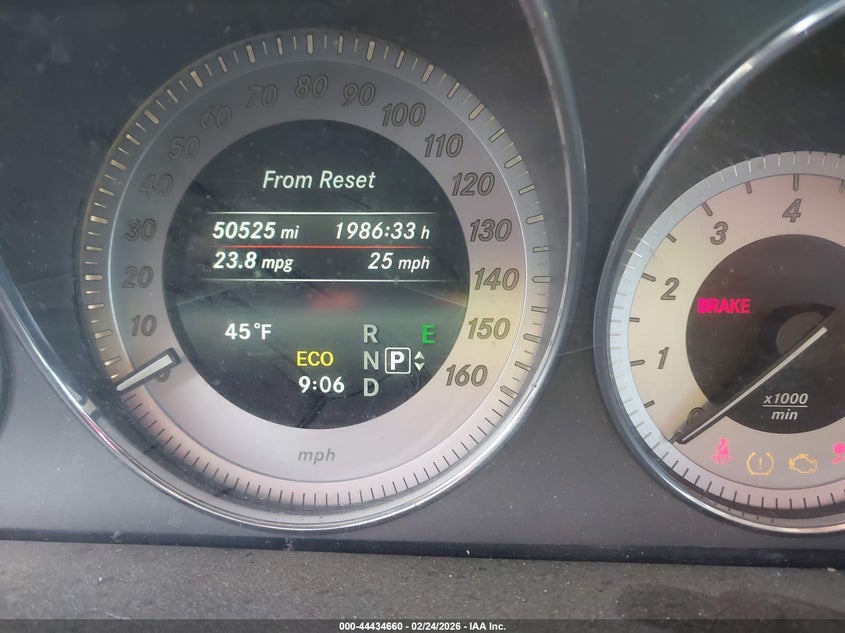 0 10 20 30 40 50 60 70 80 90 100 110 120 130 140 150 160
From Reset
50525 mi 1986:33 h
23.8 mpg 25 mph
45°F R E
ECO N P
9:06 D
mph
0 1 2 3 4
BRAKE
x1000
min
000-44434660 - 02/24/2026 - IAA Inc.